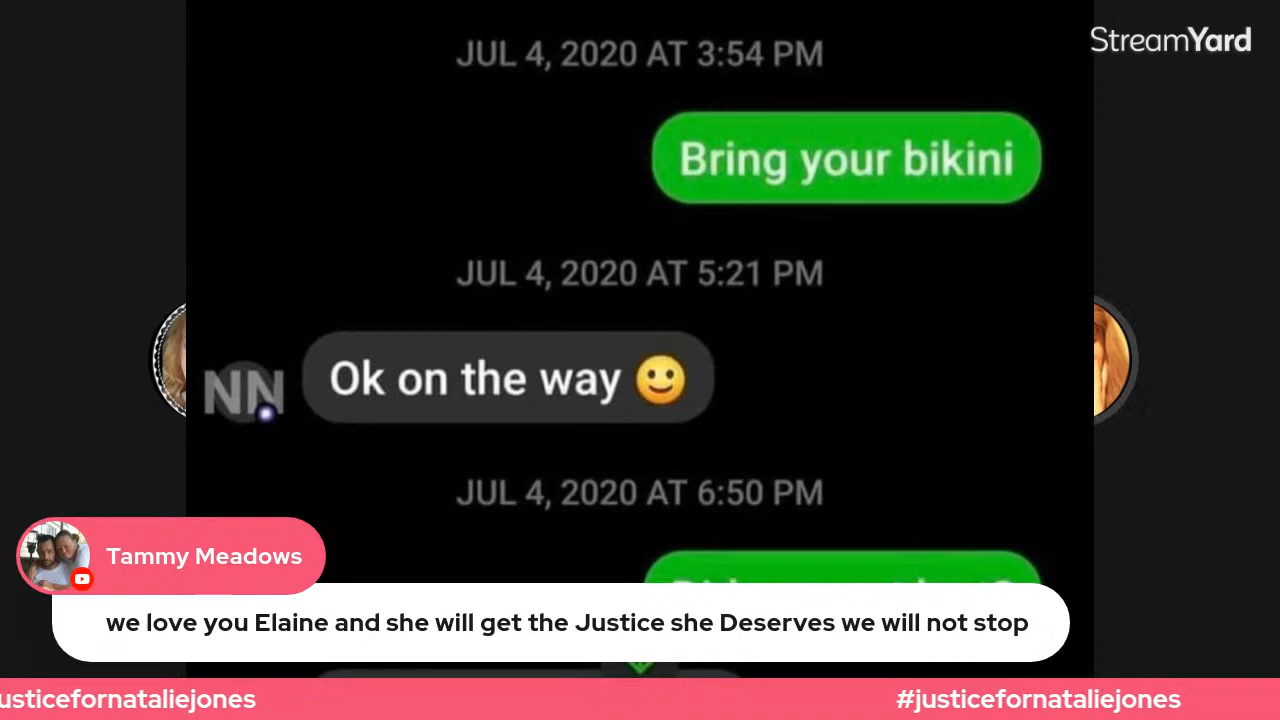 StreamYard
JUL 4, 2020 AT 3:54 PM
Bring your bikini
JUL 4, 2020 AT 5:21 PM
NN
Ok on the way 🙂
JUL 4, 2020 AT 6:50 PM
Tammy Meadows
we love you Elaine and she will get the Justice she Deserves we will not stop
usticefornataliejones #justicefornataliejones